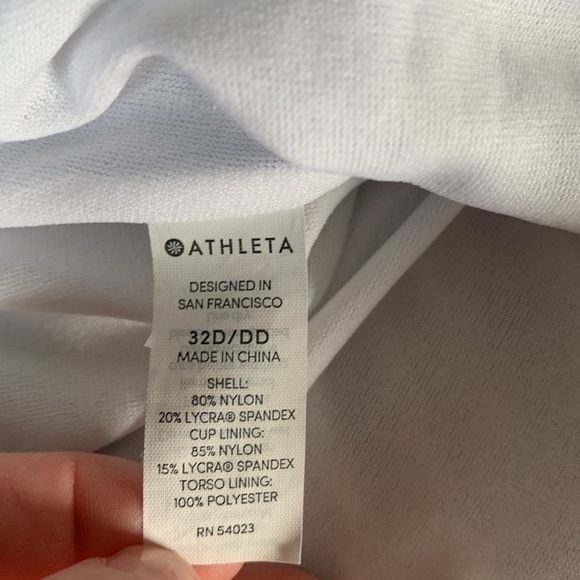 ATHLETA
DESIGNED IN
SAN FRANCISCO
32D/DD
MADE IN CHINA
SHELL:
80% NYLON
20% LYCRA® SPANDEX
CUP LINING:
85% NYLON
15% LYCRA® SPANDEX
TORSO LINING:
100% POLYESTER
RN 54023